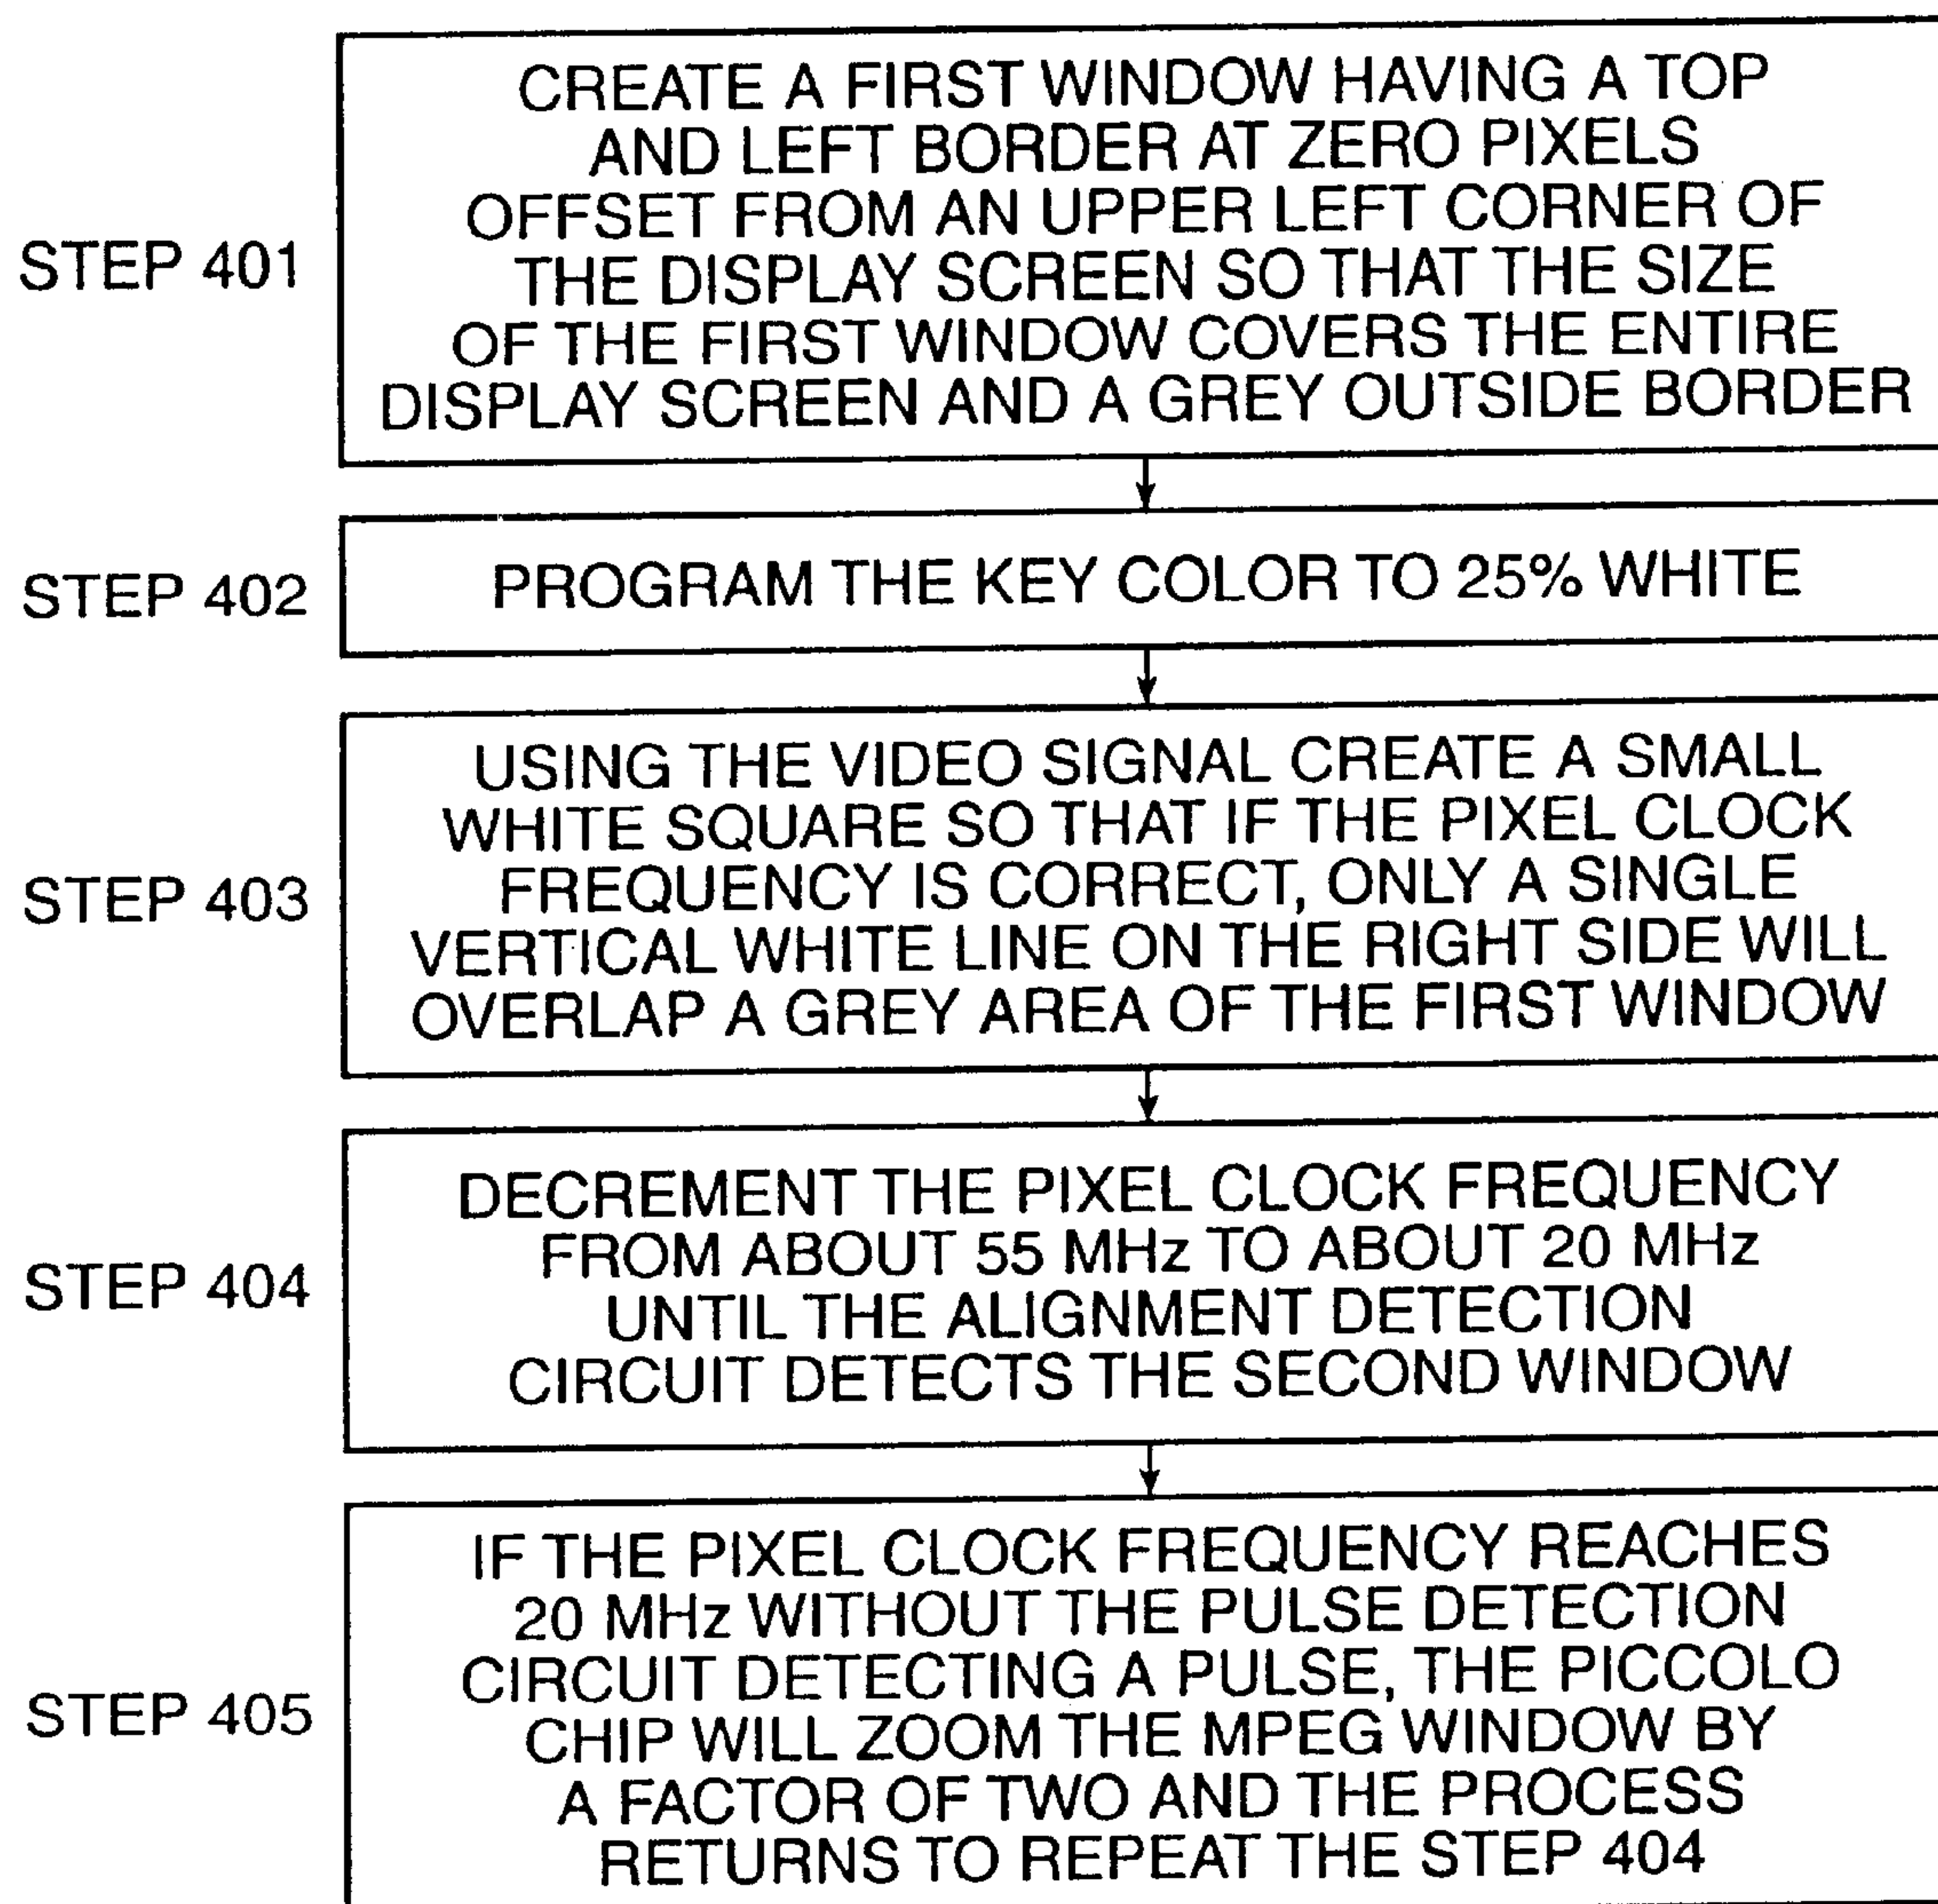 STEP 401
CREATE A FIRST WINDOW HAVING A TOP
AND LEFT BORDER AT ZERO PIXELS
OFFSET FROM AN UPPER LEFT CORNER OF
THE DISPLAY SCREEN SO THAT THE SIZE
OF THE FIRST WINDOW COVERS THE ENTIRE
DISPLAY SCREEN AND A GREY OUTSIDE BORDER
STEP 402
PROGRAM THE KEY COLOR TO 25% WHITE
STEP 403
USING THE VIDEO SIGNAL CREATE A SMALL
WHITE SQUARE SO THAT IF THE PIXEL CLOCK
FREQUENCY IS CORRECT, ONLY A SINGLE
VERTICAL WHITE LINE ON THE RIGHT SIDE WILL
OVERLAP A GREY AREA OF THE FIRST WINDOW
STEP 404
DECREMENT THE PIXEL CLOCK FREQUENCY
FROM ABOUT 55 MHz TO ABOUT 20 MHz
UNTIL THE ALIGNMENT DETECTION
CIRCUIT DETECTS THE SECOND WINDOW
STEP 405
IF THE PIXEL CLOCK FREQUENCY REACHES
20 MHz WITHOUT THE PULSE DETECTION
CIRCUIT DETECTING A PULSE, THE PICCOLO
CHIP WILL ZOOM THE MPEG WINDOW BY
A FACTOR OF TWO AND THE PROCESS
RETURNS TO REPEAT THE STEP 404